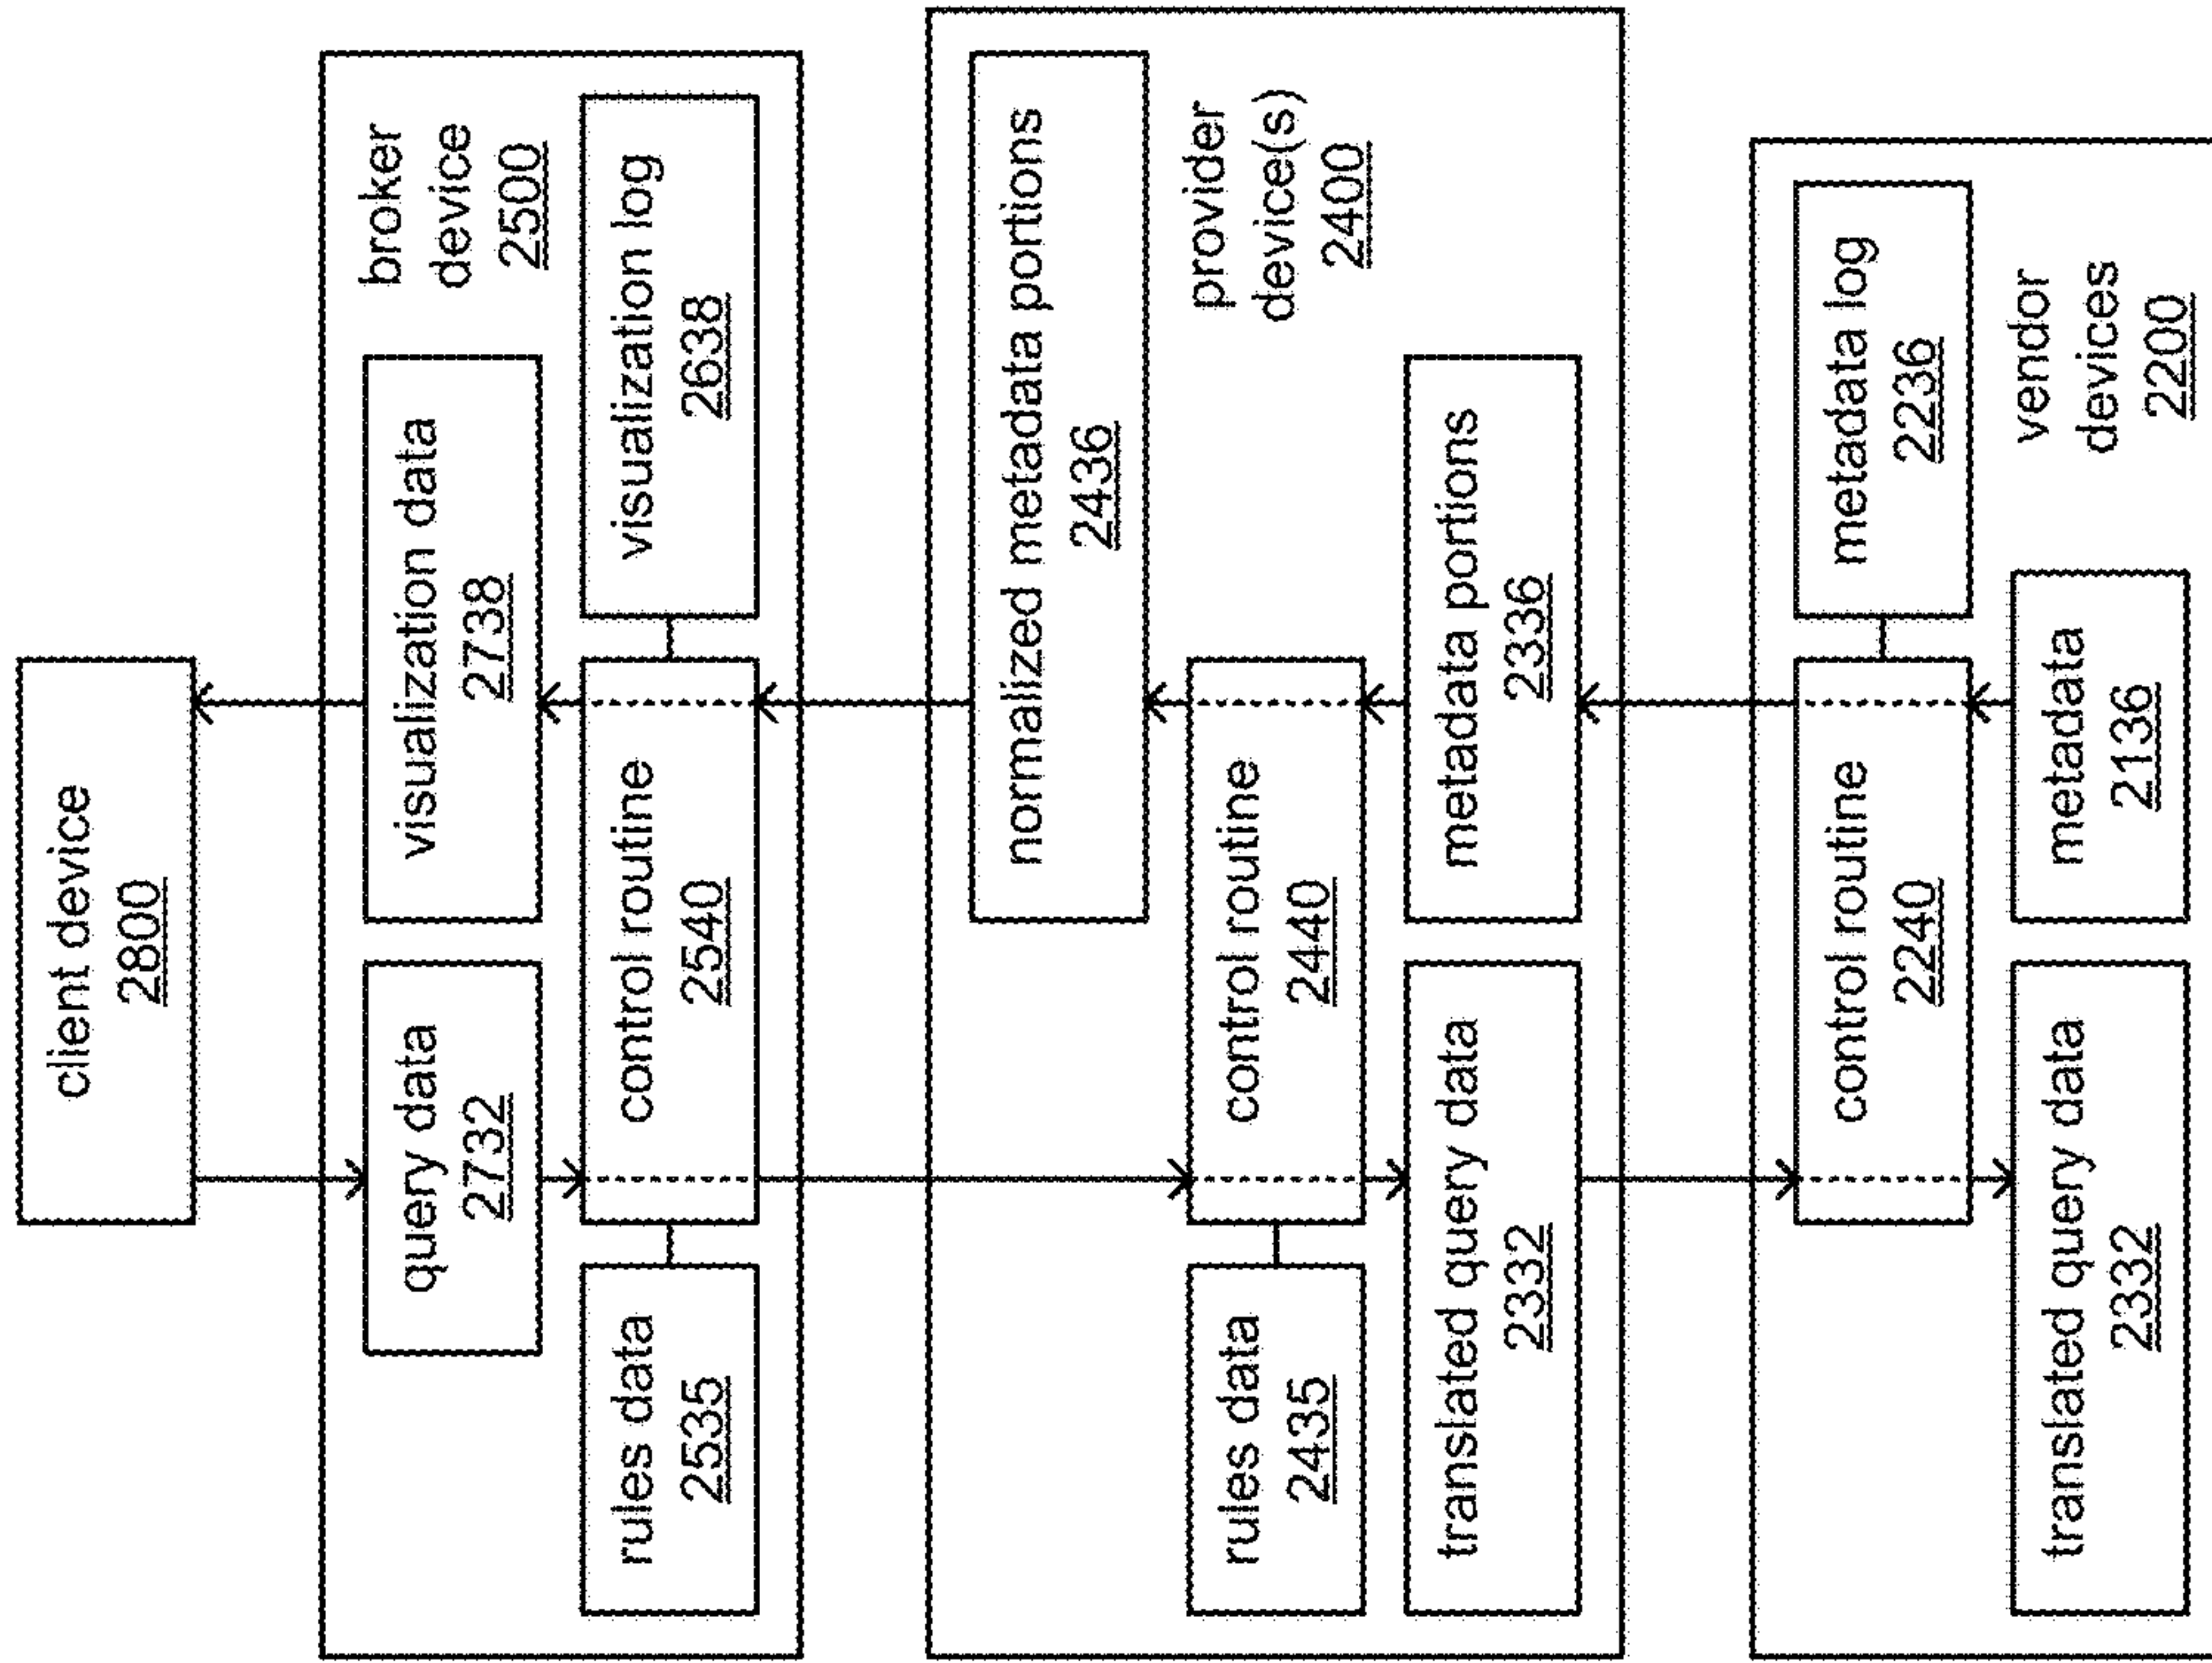 client device
2800
broker
device
2500
query data
2732
visualization data
2738
rules data
2535
control routine
2540
visualization log
2638
normalized metadata portions
2436
provider
device(s)
2400
rules data
2435
control routine
2440
translated query data
2332
metadata portions
2336
control routine
2240
metadata log
2236
translated query data
2332
metadata
2136
vendor
devices
2200